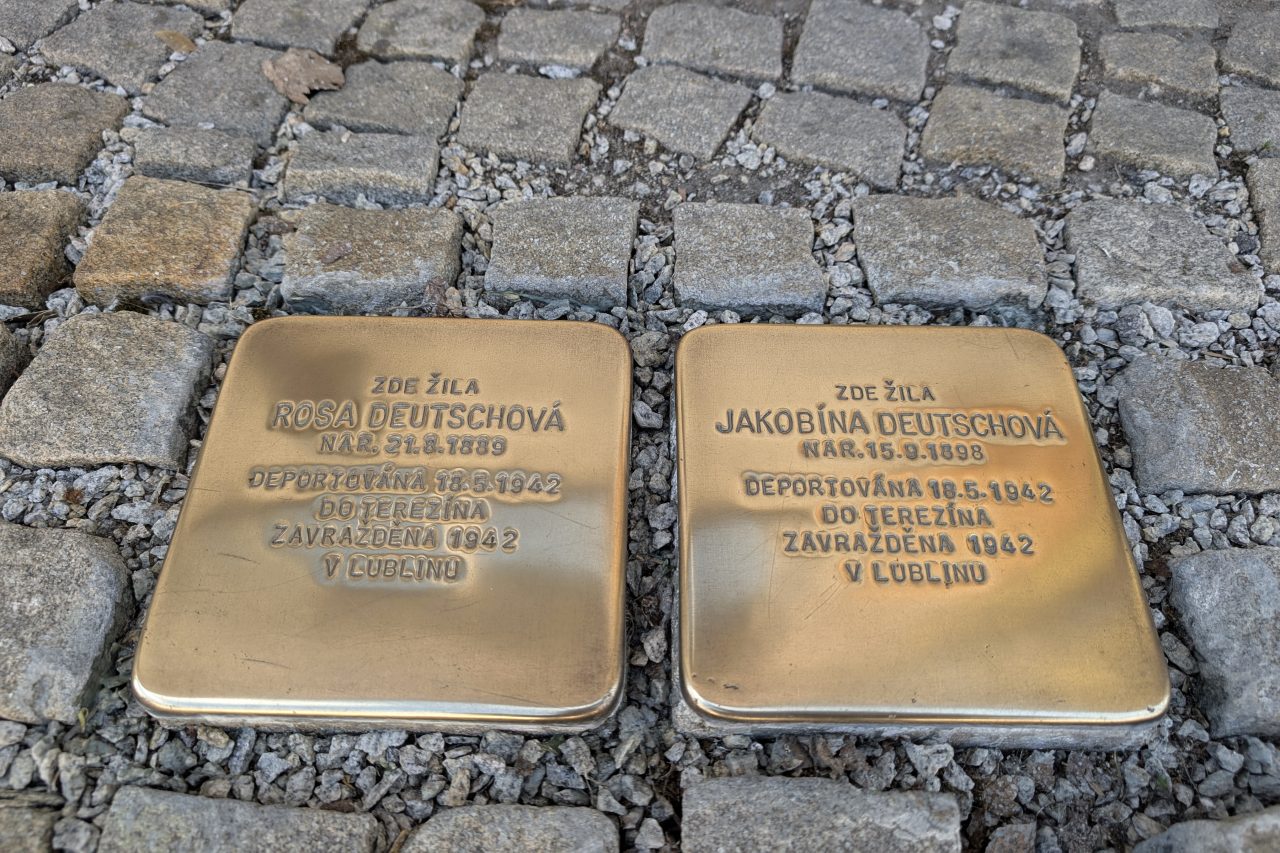 ZDE ŽILA
ROSA DEUTSCHOVÁ
NAR. 21.8.1889
DEPORTOVÁNA 18.5.1942
DO TEREZÍNA
ZAVRAŽDĚNA 1942
V LUBLINU
ZDE ŽILA
JAKOBÍNA DEUTSCHOVÁ
NAR. 15.9.1898
DEPORTOVÁNA 18.5.1942
DO TEREZÍNA
ZAVRAŽDĚNA 1942
V LUBLINU